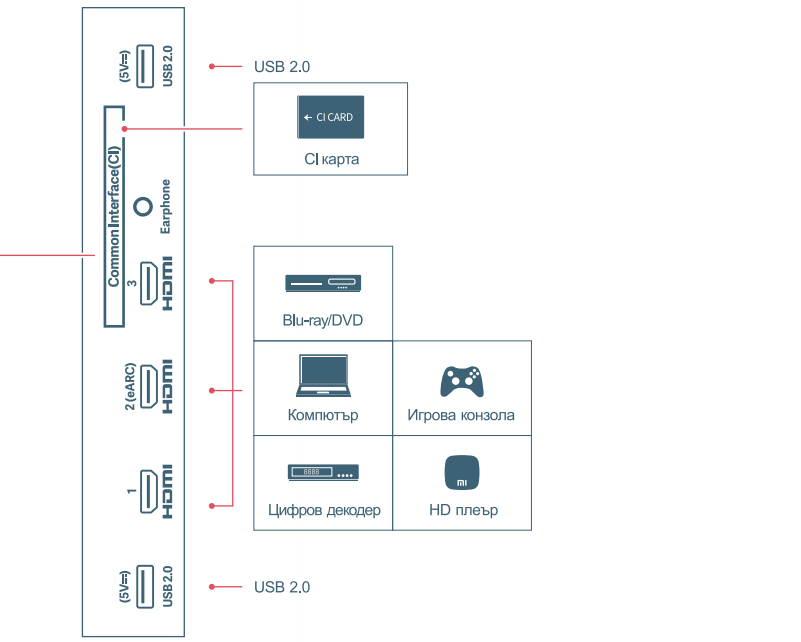 (5V⎓)
USB 2.0
USB 2.0
← CI CARD
CI карта
Common Interface(CI)
Earphone
3
HDMI
Blu-ray/DVD
2 (eARC)
HDMI
Компютър
Игрова конзола
1
HDMI
8888
mi
Цифров декодер
HD плеър
(5V⎓)
USB 2.0
USB 2.0